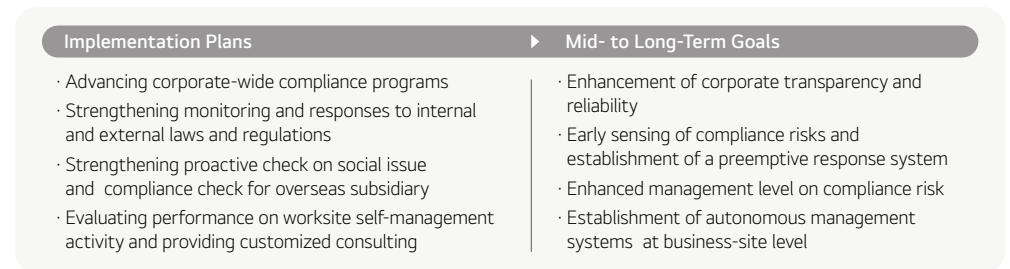 Implementation Plans
· Advancing corporate-wide compliance programs
· Strengthening monitoring and responses to internal
and external laws and regulations
· Strengthening proactive check on social issue
and compliance check for overseas subsidiary
· Evaluating performance on worksite self-management
activity and providing customized consulting
Mid- to Long-Term Goals
· Enhancement of corporate transparency and
reliability
· Early sensing of compliance risks and
establishment of a preemptive response system
· Enhanced management level on compliance risk
· Establishment of autonomous management
systems at business-site level